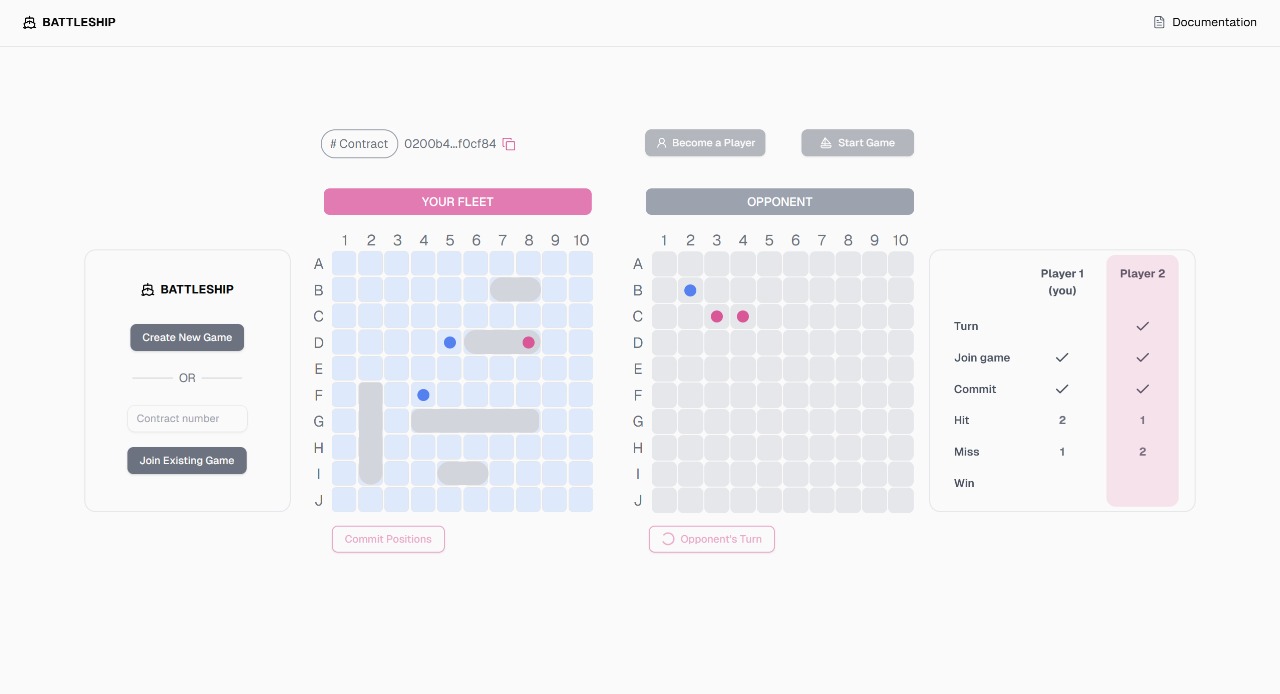 BATTLESHIP
Documentation
# Contract 0200b4...f0cf84
Become a Player
Start Game
YOUR FLEET
OPPONENT
1 2 3 4 5 6 7 8 9 10
A
B
C
D
E
F
G
H
I
J
1 2 3 4 5 6 7 8 9 10
A
B
C
D
E
F
G
H
I
J
BATTLESHIP
Create New Game
OR
Contract number
Join Existing Game
Commit Positions
Opponent's Turn
Player 1 Player 2
(you)
Turn
Join game
Commit
Hit 2 1
Miss 1 2
Win